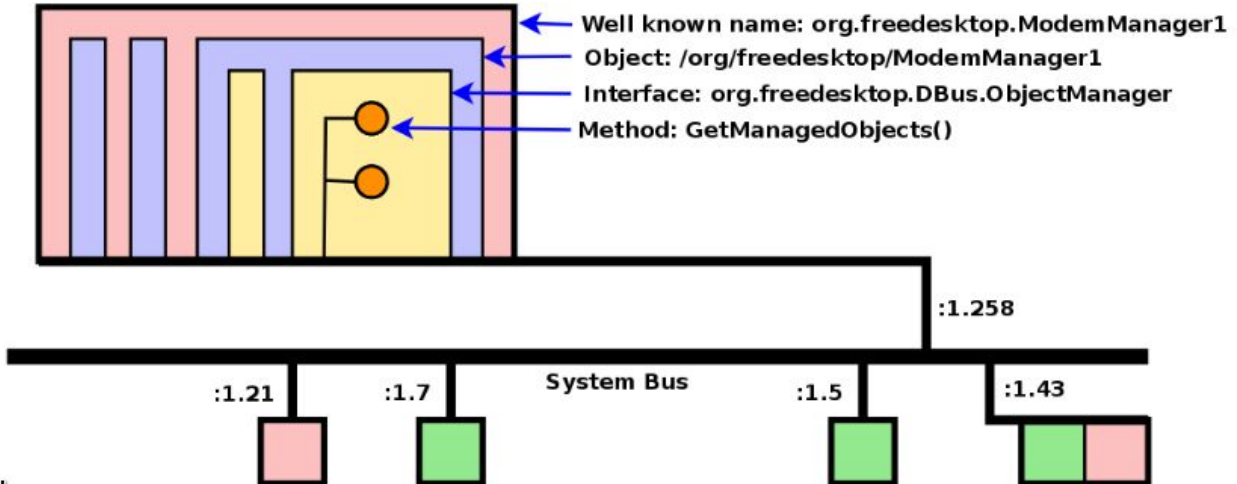 Well known name: org.freedesktop.ModemManager1
Object: /org/freedesktop/ModemManager1
Interface: org.freedesktop.DBus.ObjectManager
Method: GetManagedObjects()
:1.258
System Bus
:1.21
:1.7
:1.5
:1.43